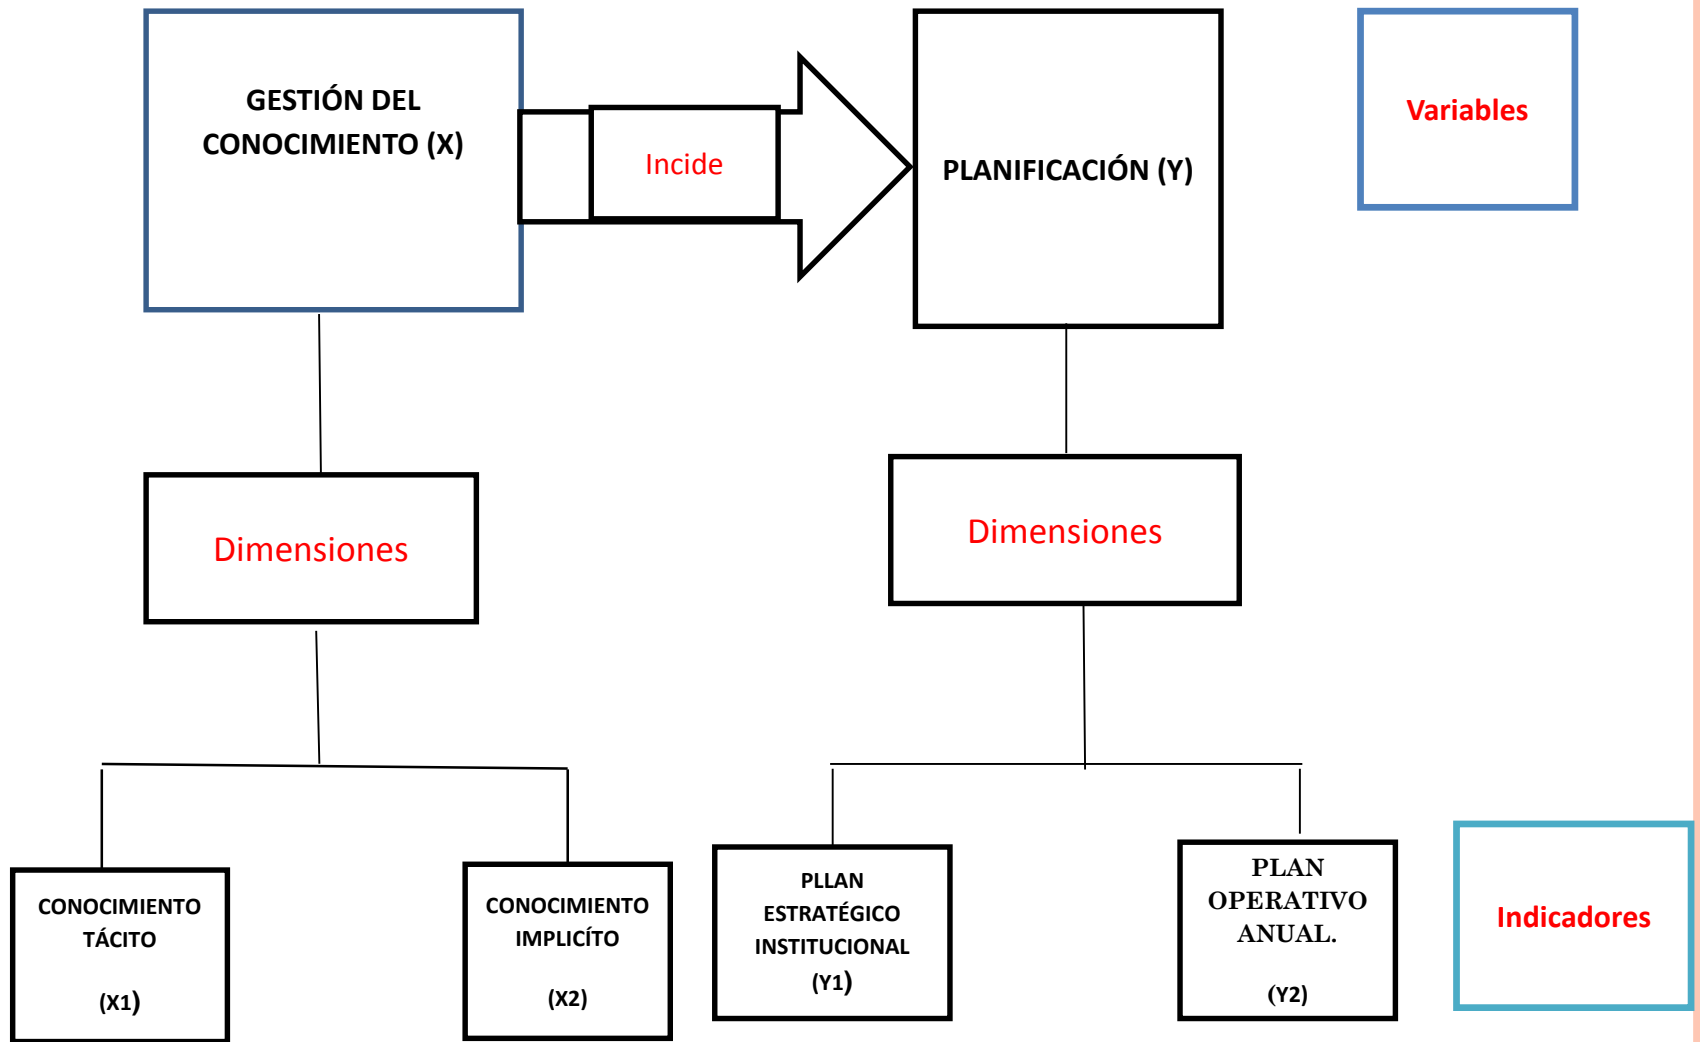 GESTIÓN DEL
CONOCIMIENTO (X)
Incide
PLANIFICACIÓN (Y)
Variables
Dimensiones
Dimensiones
CONOCIMIENTO
TÁCITO
(X1)
CONOCIMIENTO
IMPLICÍTO
(X2)
PLLAN
ESTRATÉGICO
INSTITUCIONAL
(Y1)
PLAN
OPERATIVO
ANUAL.
(Y2)
Indicadores